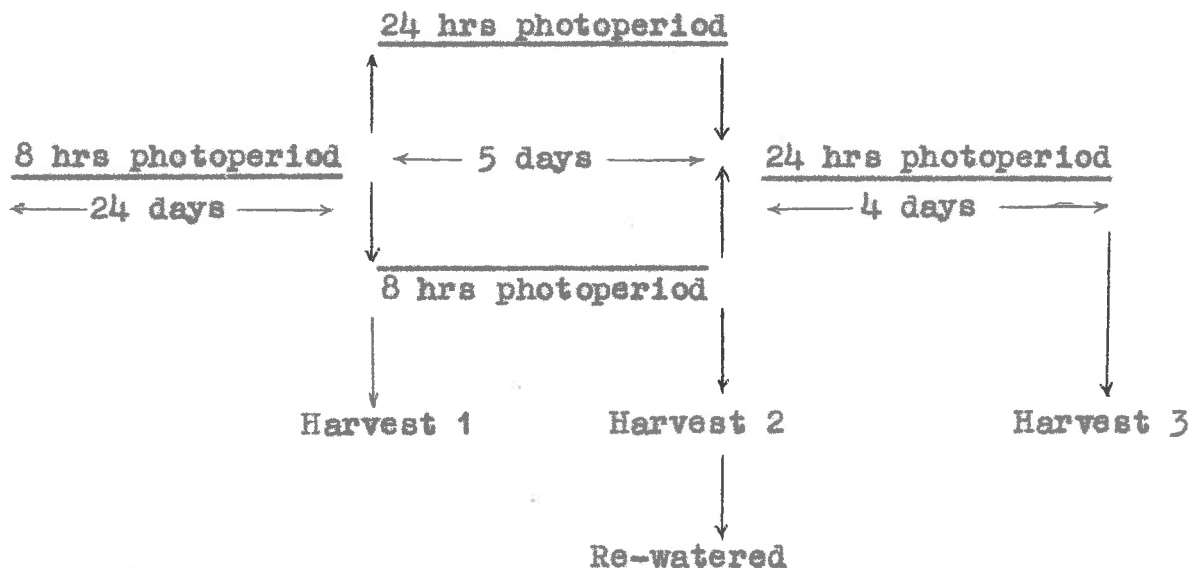 24 hrs photoperiod
8 hrs photoperiod
5 days
24 hrs photoperiod
24 days
4 days
8 hrs photoperiod
Harvest 1
Harvest 2
Harvest 3
Re-watered